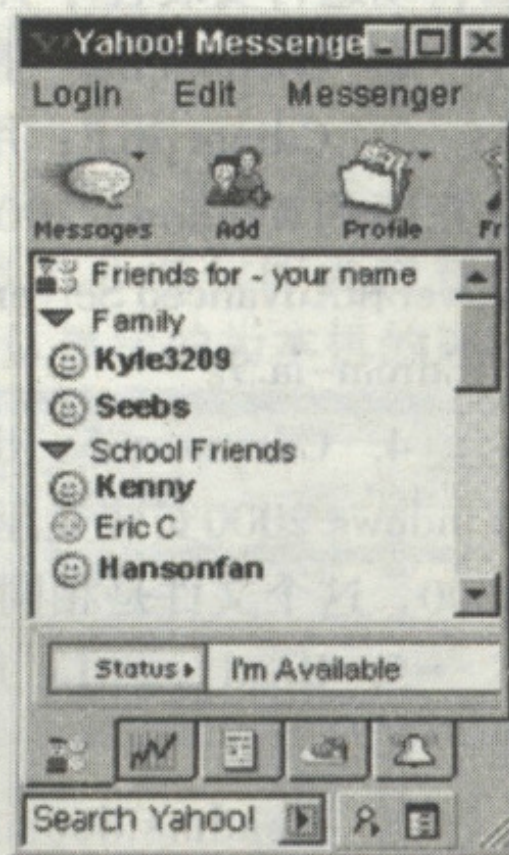 Yahoo! Messenge
Login Edit Messenger
Messages Add Profile Fr
Friends for - your name
Family
Kyle3209
Seebs
School Friends
Kenny
Eric C
Hansonfan
Status I'm Available
Search Yahoo!